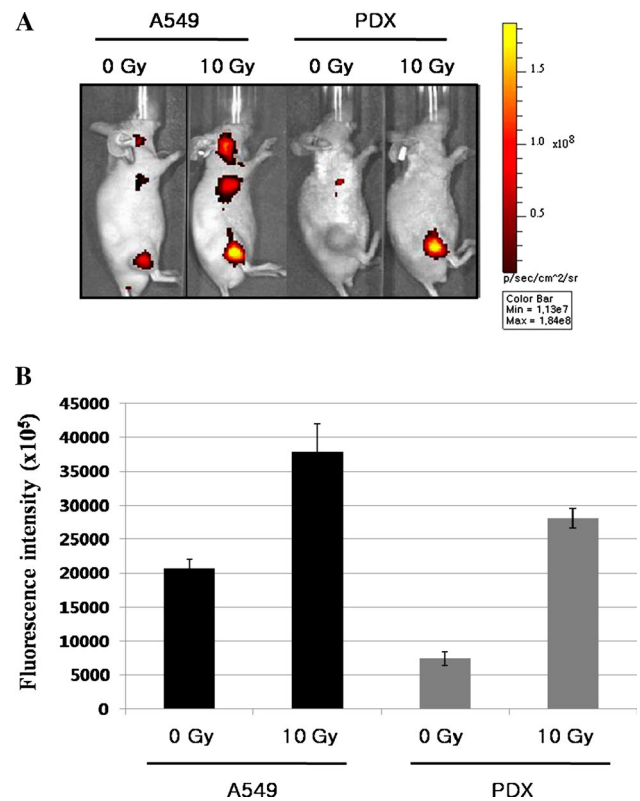 A
A549 PDX
0 Gy 10 Gy 0 Gy 10 Gy
1.5
1.0 x10⁸
0.5
p/sec/cm^2/sr
Color Bar
Min = 1,13e7
Max = 1,84e8
B
Fluorescence intensity (x10⁵)
45000
40000
35000
30000
25000
20000
15000
10000
5000
0
0 Gy 10 Gy 0 Gy 10 Gy
A549 PDX